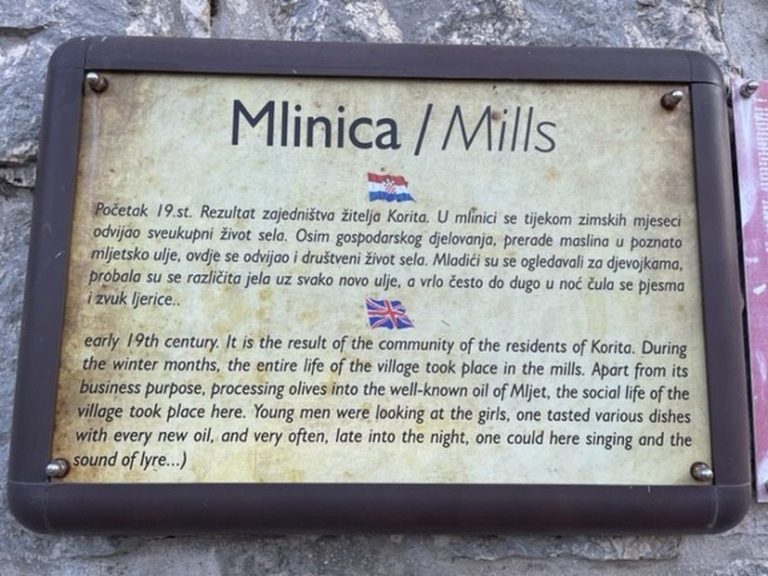 Mlinica / Mills
Početak 19.st. Rezultat zajedništva žitelja Korita. U mlinici se tijekom zimskih mjeseci
odvijao sveukupni život sela. Osim gospodarskog djelovanja, prerade maslina u poznato
mljetsko ulje, ovdje se odvijao i društveni život sela. Mladići su se ogledavali za djevojkama,
probala su se različita jela uz svako novo ulje, a vrlo često do dugo u noć čula se pjesma
i zvuk ljerice..
early 19th century. It is the result of the community of the residents of Korita. During
the winter months, the entire life of the village took place in the mills. Apart from its
business purpose, processing olives into the well-known oil of Mljet, the social life of the
village took place here. Young men were looking at the girls, one tasted various dishes
with every new oil, and very often, late into the night, one could here singing and the
sound of lyre...)